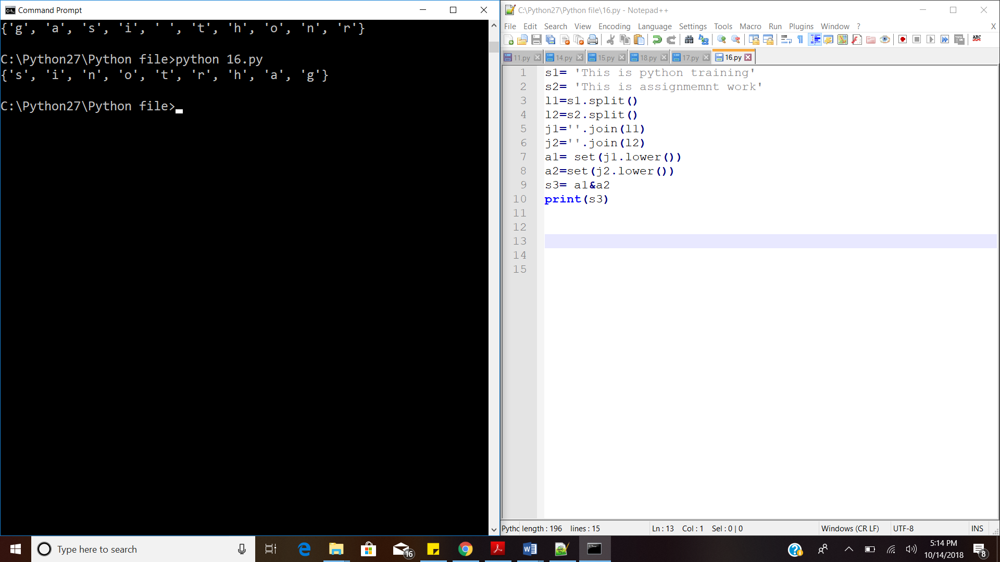 Command Prompt
{'g', 'a', 's', 'i', ' ', 't', 'h', 'o', 'n', 'r'}
C:\Python27\Python file>python 16.py
{'s', 'i', 'n', 'o', 't', 'r', 'h', 'a', 'g'}
C:\Python27\Python file>
C:\Python27\Python file\16.py - Notepad++
File Edit Search View Encoding Language Settings Tools Macro Run Plugins Window ? X
ABC
11.py 14.py 15.py 18.py 17.py 16.py
1 s1= 'This is python training'
2 s2= 'This is assignmemnt work'
3 l1=s1.split()
4 l2=s2.split()
5 j1=''.join(l1)
6 j2=''.join(l2)
7 a1= set(j1.lower())
8 a2=set(j2.lower())
9 s3= a1&a2
10 print(s3)
11
12
13
14
15
Pythc length : 196 lines : 15 Ln : 13 Col : 1 Sel : 0 | 0 Windows (CR LF) UTF-8 INS
Type here to search
16
5:14 PM
10/14/2018
8